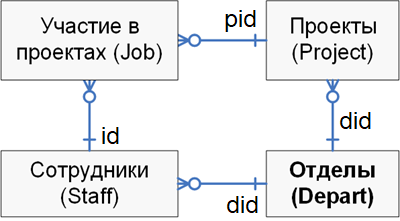 Участие в
проектах (Job)
pid
Проекты
(Project)
id
did
Сотрудники
(Staff)
did
Отделы
(Depart)